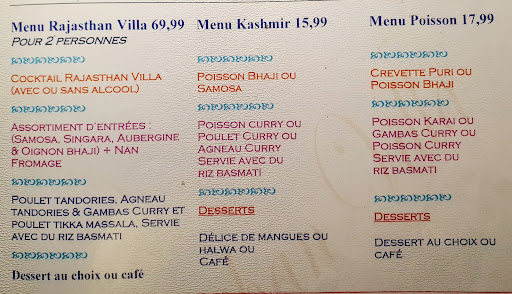 Menu Rajasthan Villa 69,99
Pour 2 personnes
Cocktail Rajasthan Villa
(avec ou sans alcool)
Assortiment d'entrées :
(Samosa, Singara, Aubergine
& Oignon bhaji) + Nan
Fromage
Poulet tandories, Agneau
tandories & Gambas Curry et
poulet tikka massala, Servie
avec du riz basmati
Dessert au choix ou café
Menu Kashmir 15,99
Poisson Bhaji ou
Samosa
Poisson curry ou
Poulet Curry ou
Agneau Curry
Servie avec du
riz basmati
Desserts
Délice de mangues ou
halwa ou
Café
Menu Poisson 17,99
Crevette Puri ou
Poisson Bhaji
Poisson Karai ou
Gambas Curry ou
Poisson Curry
Servie avec du
riz basmati
Desserts
Dessert au choix ou
café